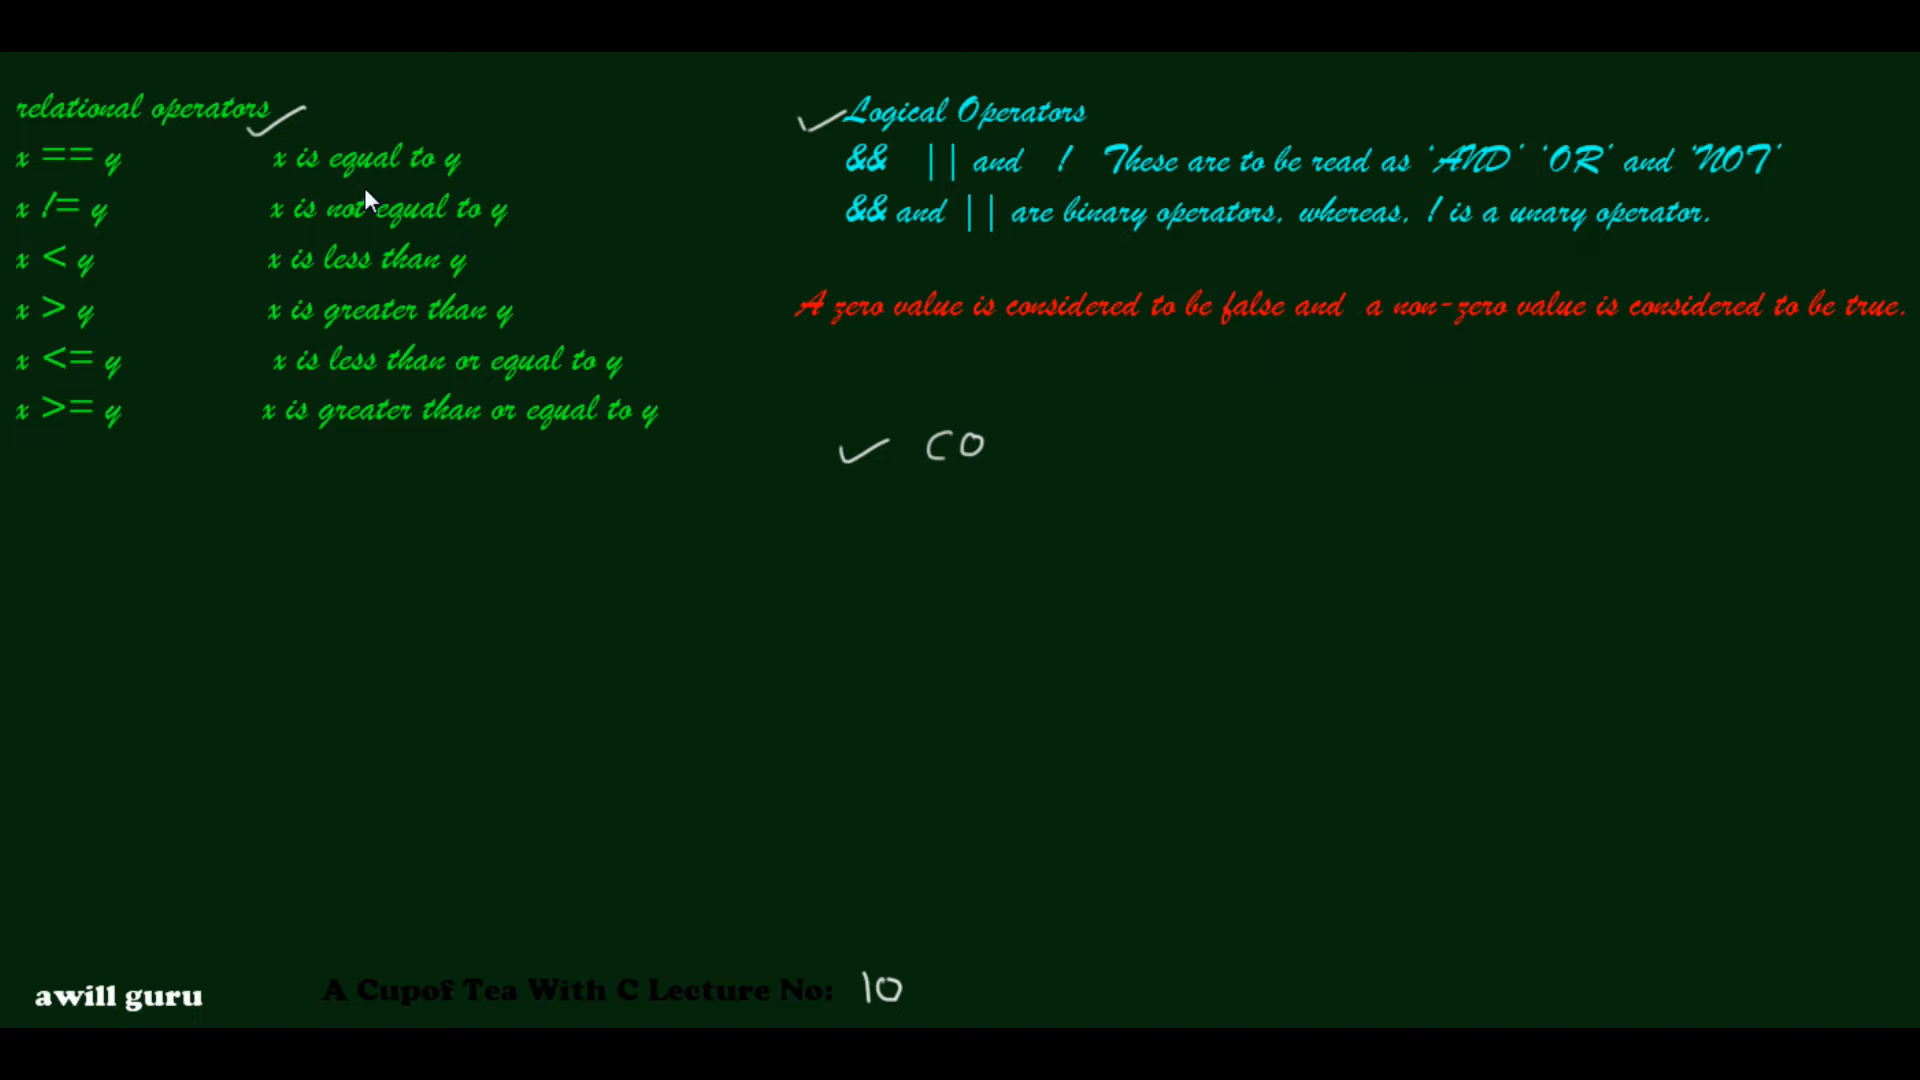 relational operators
x == y x is equal to y
x != y x is not equal to y
x < y x is less than y
x > y x is greater than y
x <= y x is less than or equal to y
x >= y x is greater than or equal to y
Logical Operators
&& || and ! These are to be read as 'AND' 'OR' and 'NOT'
&& and || are binary operators, whereas, ! is a unary operator.
A zero value is considered to be false and a non-zero value is considered to be true.
CO
awill guru
A Cupof Tea With C Lecture No: 10